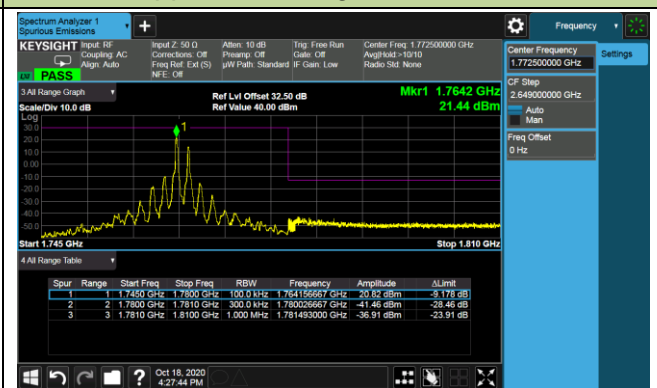 Spectrum Analyzer 1
Spurious Emissions
Frequency
KEYSIGHT
Input: RF
Coupling: AC
Align: Auto
Input Z: 50 Ω
Corrections: Off
Freq Ref: Ext (S)
NFE: Off
Atten: 10 dB
Preamp: Off
µW Path: Standard
Trig: Free Run
Gate: Off
IF Gain: Low
Center Freq: 1.772500000 GHz
Avg|Hold:>10/10
Radio Std: None
PASS
Center Frequency
1.772500000 GHz
Settings
CF Step
2.649000000 GHz
Auto
Man
Freq Offset
0 Hz
3 All Range Graph
Scale/Div 10.0 dB
Ref Lvl Offset 32.50 dB
Ref Value 40.00 dBm
Mkr1 1.7642 GHz
21.44 dBm
Log
30.0
20.0
10.0
0.00
-10.0
-20.0
-30.0
-40.0
-50.0
1
Start 1.745 GHz
Stop 1.810 GHz
4 All Range Table
Spur Range Start Freq Stop Freq RBW Frequency Amplitude ΔLimit
1 1 1.7450 GHz 1.7800 GHz 100.0 kHz 1.764156667 GHz 20.82 dBm -9.178 dB
2 2 1.7800 GHz 1.7810 GHz 300.0 kHz 1.780026667 GHz -41.46 dBm -28.46 dB
3 3 1.7810 GHz 1.8100 GHz 1.000 MHz 1.781493000 GHz -36.91 dBm -23.91 dB
Oct 18, 2020
4:27:44 PM